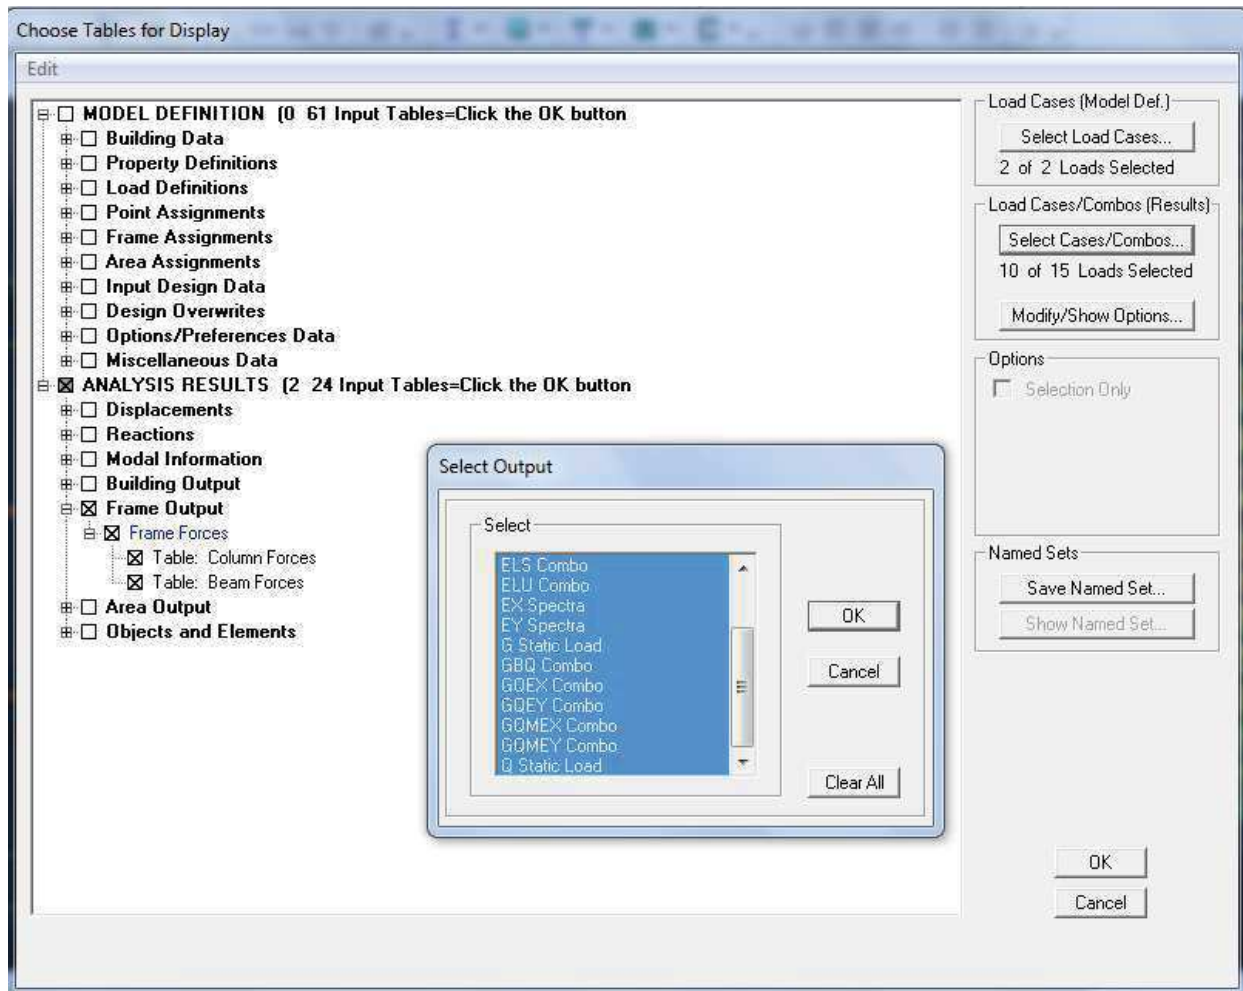 Choose Tables for Display
Edit
MODEL DEFINITION (0 61 Input Tables=Click the OK button
Building Data
Property Definitions
Load Definitions
Point Assignments
Frame Assignments
Area Assignments
Input Design Data
Design Overwrites
Options/Preferences Data
Miscellaneous Data
ANALYSIS RESULTS (2 24 Input Tables=Click the OK button
Displacements
Reactions
Modal Information
Building Output
Frame Output
Frame Forces
Table: Column Forces
Table: Beam Forces
Area Output
Objects and Elements
Load Cases (Model Def.)
Select Load Cases...
2 of 2 Loads Selected
Load Cases/Combos (Results)
Select Cases/Combos...
10 of 15 Loads Selected
Modify/Show Options...
Options
Selection Only
Named Sets
Save Named Set...
Show Named Set...
OK
Cancel
Select Output
Select
ELS Combo
ELU Combo
EX Spectra
EY Spectra
G Static Load
GBQ Combo
GQEX Combo
GQEY Combo
GQMEX Combo
GQMEY Combo
Q Static Load
OK
Cancel
Clear All